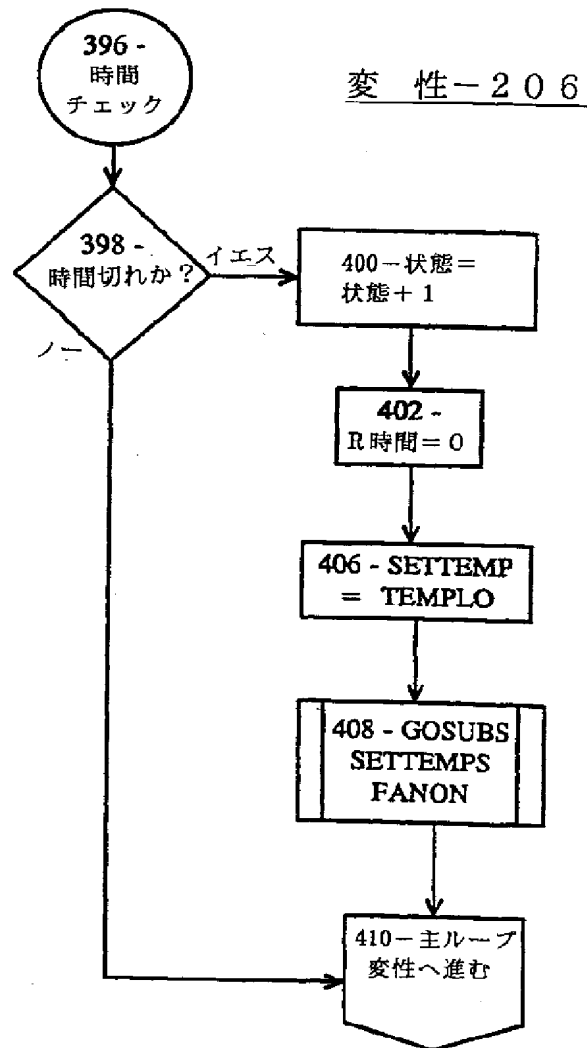 396 -
時間
チェック
変 性－206
398 -
時間切れか？
イエス
ノー
400－状態＝
状態＋1
402 -
R時間＝0
406 - SETTEMP
= TEMPLO
408 - GOSUBS
SETTEMPS
FANON
410－主ループ
変性へ進む